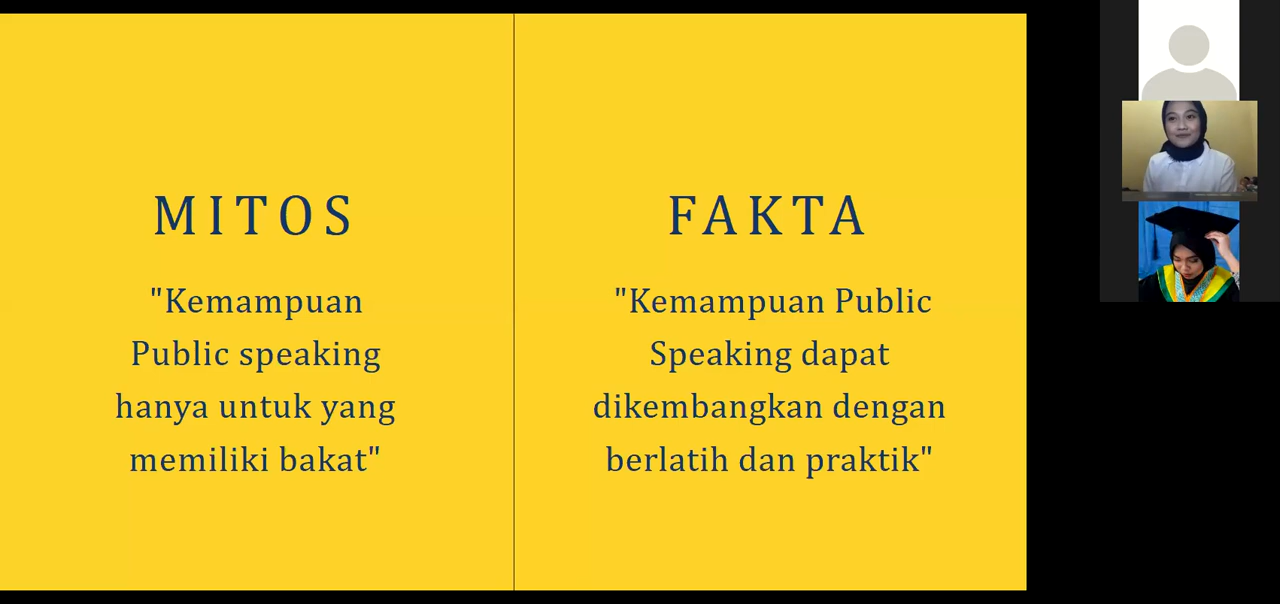 MITOS
"Kemampuan
Public speaking
hanya untuk yang
memiliki bakat"
FAKTA
"Kemampuan Public
Speaking dapat
dikembangkan dengan
berlatih dan praktik"